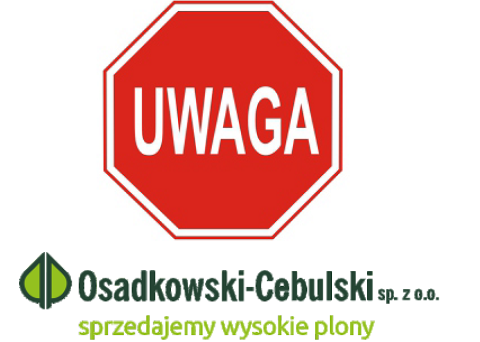 UWAGA
Osadkowski-Cebulski sp. z o.o.
sprzedajemy wysokie plony